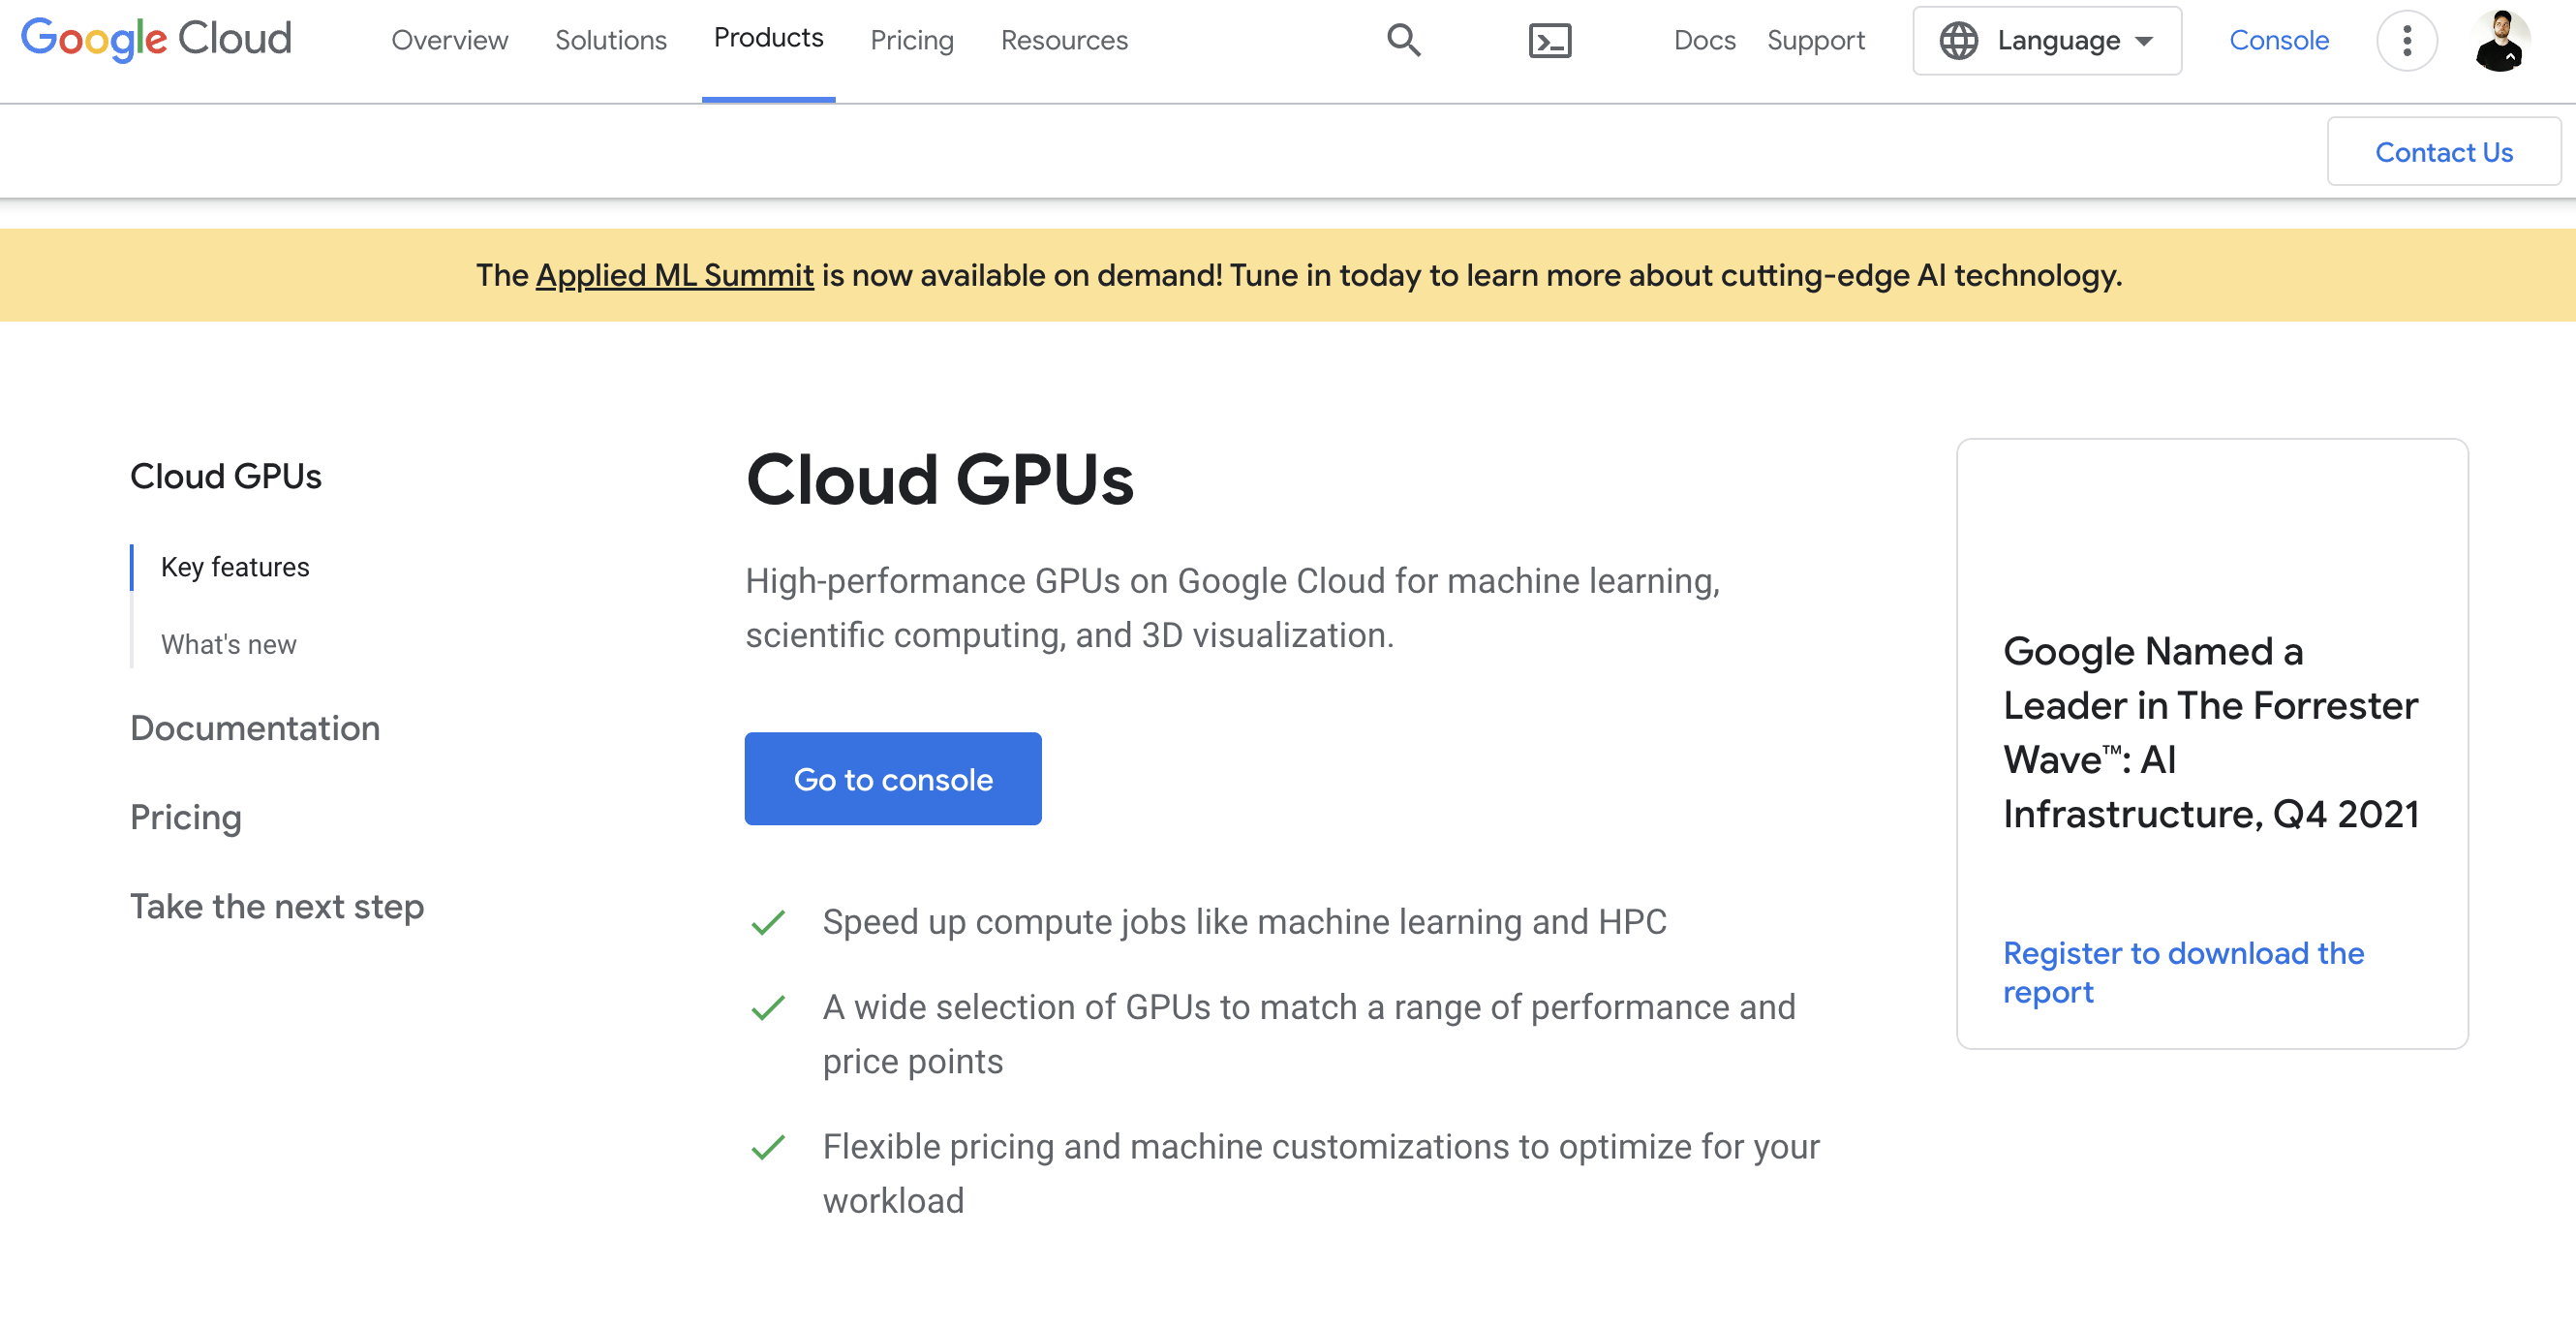 Google Cloud
Overview
Solutions
Products
Pricing
Resources
Docs
Support
Language
Console
Contact Us
The Applied ML Summit is now available on demand! Tune in today to learn more about cutting-edge AI technology.
Cloud GPUs
Key features
What's new
Documentation
Pricing
Take the next step
Cloud GPUs
High-performance GPUs on Google Cloud for machine learning,
scientific computing, and 3D visualization.
Go to console
Speed up compute jobs like machine learning and HPC
A wide selection of GPUs to match a range of performance and
price points
Flexible pricing and machine customizations to optimize for your
workload
Google Named a
Leader in The Forrester
Wave™: AI
Infrastructure, Q4 2021
Register to download the
report